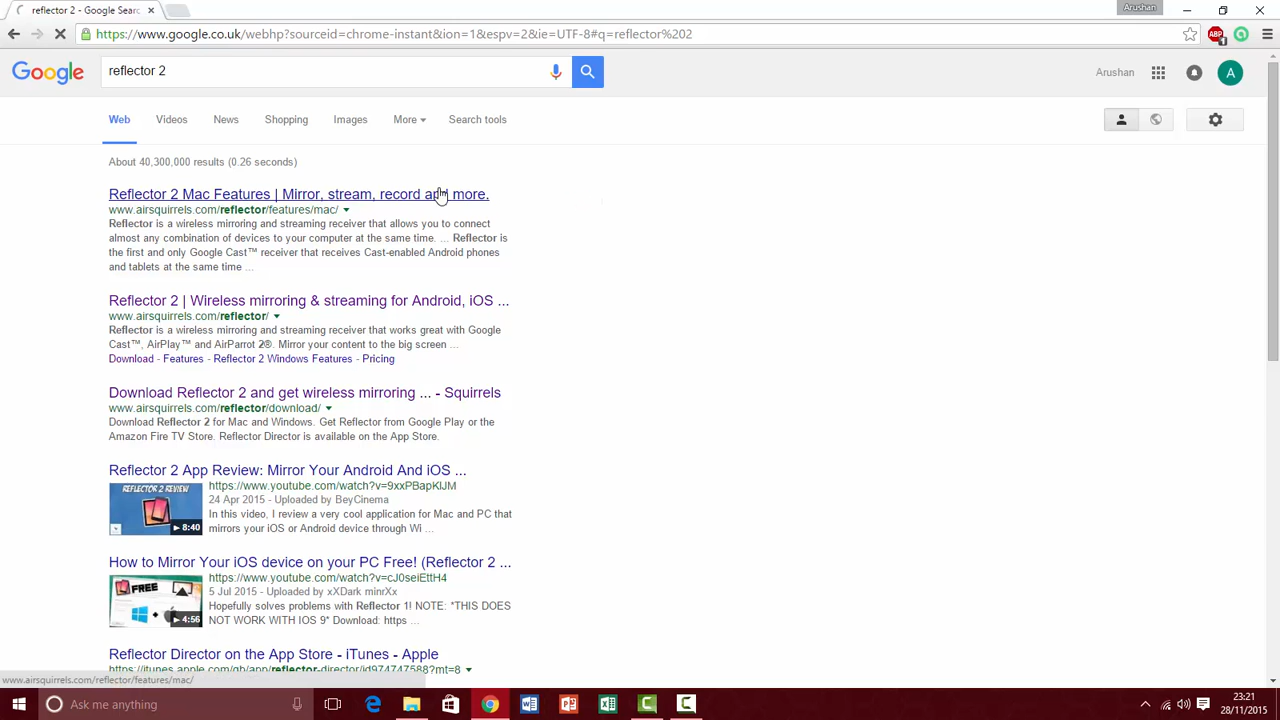 reflector 2 - Google Searc
Arushan
https://www.google.co.uk/webhp?sourceid=chrome-instant&ion=1&espv=2&ie=UTF-8#q=reflector%202
ABP
1
Google
reflector 2
Arushan
A
Web Videos News Shopping Images More Search tools
About 40,300,000 results (0.26 seconds)
Reflector 2 Mac Features | Mirror, stream, record and more.
www.airsquirrels.com/reflector/features/mac/
Reflector is a wireless mirroring and streaming receiver that allows you to connect
almost any combination of devices to your computer at the same time. ... Reflector is
the first and only Google Cast™ receiver that receives Cast-enabled Android phones
and tablets at the same time ...
Reflector 2 | Wireless mirroring & streaming for Android, iOS ...
www.airsquirrels.com/reflector/
Reflector is a wireless mirroring and streaming receiver that works great with Google
Cast™, AirPlay™ and AirParrot 2®. Mirror your content to the big screen ...
Download - Features - Reflector 2 Windows Features - Pricing
Download Reflector 2 and get wireless mirroring ... - Squirrels
www.airsquirrels.com/reflector/download/
Download Reflector 2 for Mac and Windows. Get Reflector from Google Play or the
Amazon Fire TV Store. Reflector Director is available on the App Store.
Reflector 2 App Review: Mirror Your Android And iOS ...
https://www.youtube.com/watch?v=9xxPBapKlJM
24 Apr 2015 - Uploaded by BeyCinema
In this video, I review a very cool application for Mac and PC that
mirrors your iOS or Android device through Wi ...
REFLECTOR 2 REVIEW
8:40
How to Mirror Your iOS device on your PC Free! (Reflector 2 ...
https://www.youtube.com/watch?v=cJ0seiEttH4
5 Jul 2015 - Uploaded by xXDark minrXx
Hopefully solves problems with Reflector 1! NOTE: *THIS DOES
NOT WORK WITH IOS 9* Download: https ...
FREE
4:56
Reflector Director on the App Store - iTunes - Apple
https://itunes.apple.com/gb/app/reflector-director/id974747588?mt=8
www.airsquirrels.com/reflector/features/mac/
Ask me anything
23:21
28/11/2015